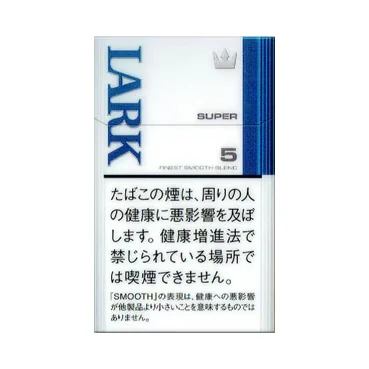 LARK
SUPER
5
FINEST SMOOTH BLEND
たばこの煙は、周りの人
の健康に悪影響を及ぼ
します。健康増進法で
禁じられている場所で
は喫煙できません。
「SMOOTH」の表現は、健康への悪影響
が他製品より小さいことを意味するものでは
ありません。